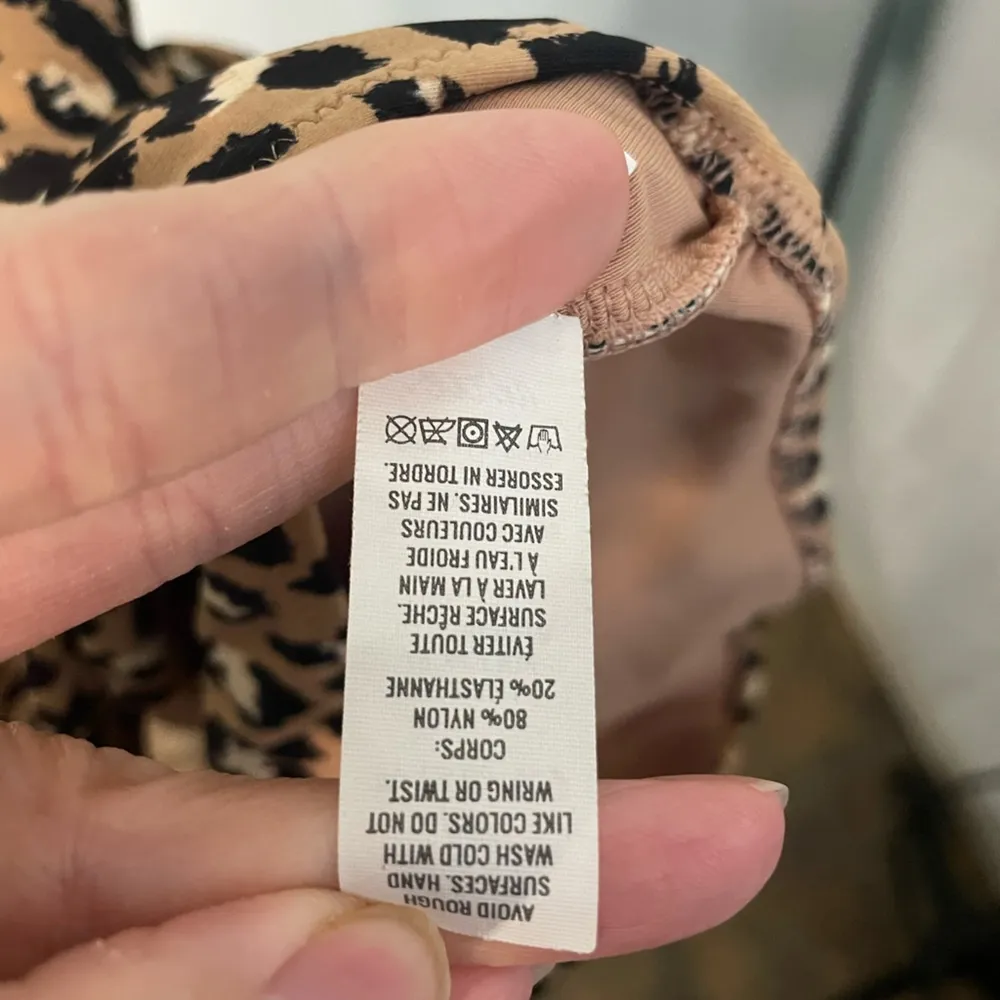 AVOID ROUGH
SURFACES. HAND
WASH COLD WITH
LIKE COLORS. DO NOT
WRING OR TWIST.
CORPS:
80% NYLON
20% ÉLASTHANNE
ÉVITER TOUTE
SURFACE RÊCHE.
LAVER À LA MAIN
À L'EAU FROIDE
AVEC COULEURS
SIMILAIRES. NE PAS
ESSORER NI TORDRE.